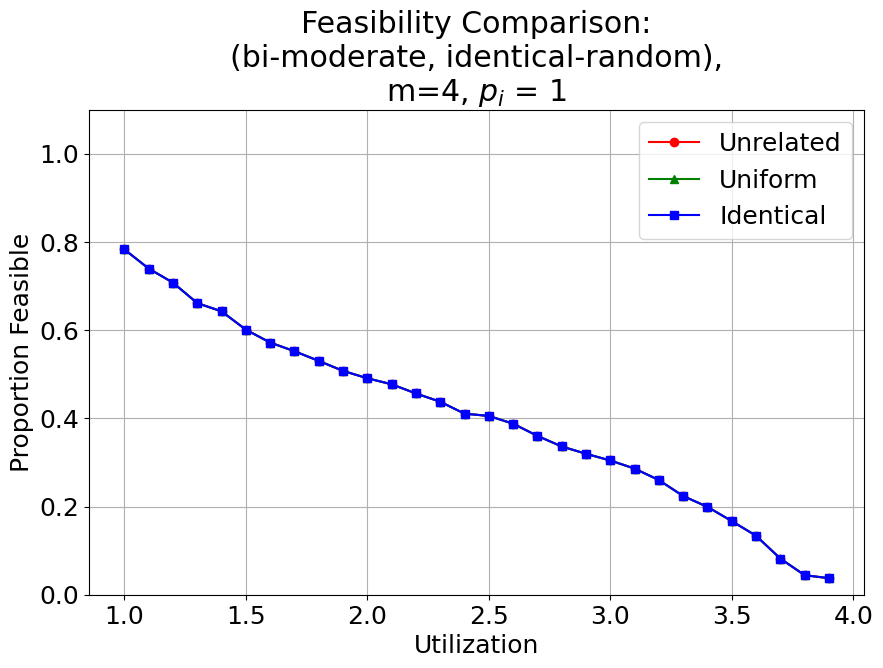 Feasibility Comparison:
(bi-moderate, identical-random),
m=4, $p_i$ = 1
Unrelated
Uniform
Identical
Proportion Feasible
1.0
0.8
0.6
0.4
0.2
0.0
1.0 1.5 2.0 2.5 3.0 3.5 4.0
Utilization